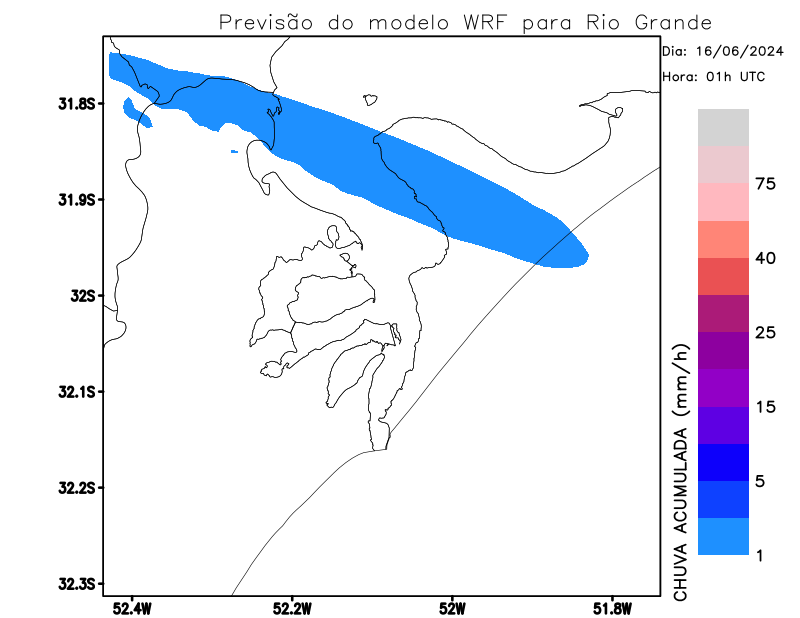 Previsão do modelo WRF para Rio Grande
Dia: 16/06/2024
Hora: 01h UTC
31.8S
31.9S
32S
32.1S
32.2S
32.3S
52.4W
52.2W
52W
51.8W
75
40
25
15
5
1
CHUVA ACUMULADA (mm/h)